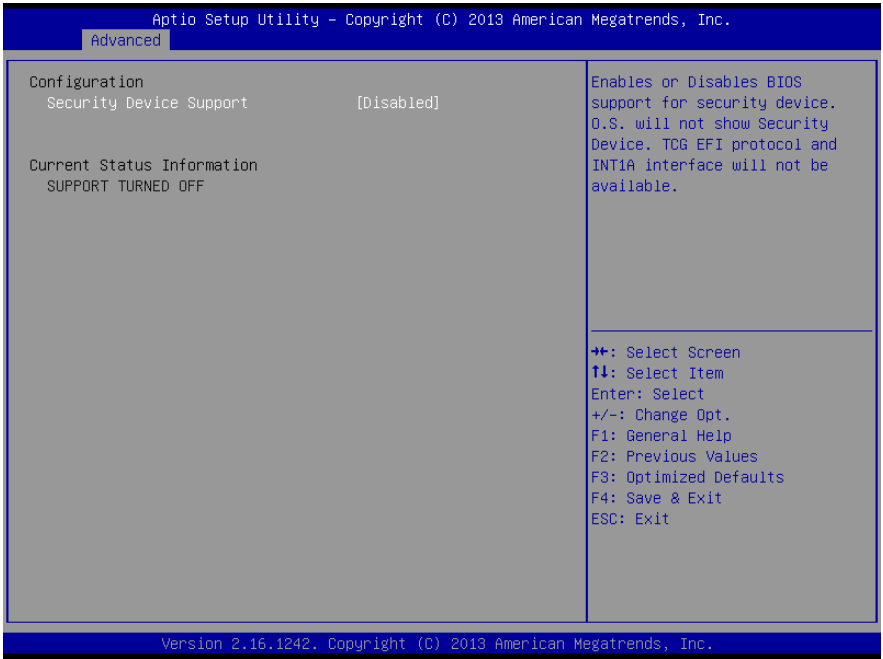 Aptio Setup Utility – Copyright (C) 2013 American Megatrends, Inc.
Advanced
Configuration
Security Device Support [Disabled]
Current Status Information
SUPPORT TURNED OFF
Enables or Disables BIOS
support for security device.
O.S. will not show Security
Device. TCG EFI protocol and
INT1A interface will not be
available.
→←: Select Screen
↑↓: Select Item
Enter: Select
+/-: Change Opt.
F1: General Help
F2: Previous Values
F3: Optimized Defaults
F4: Save & Exit
ESC: Exit
Version 2.16.1242. Copyright (C) 2013 American Megatrends, Inc.